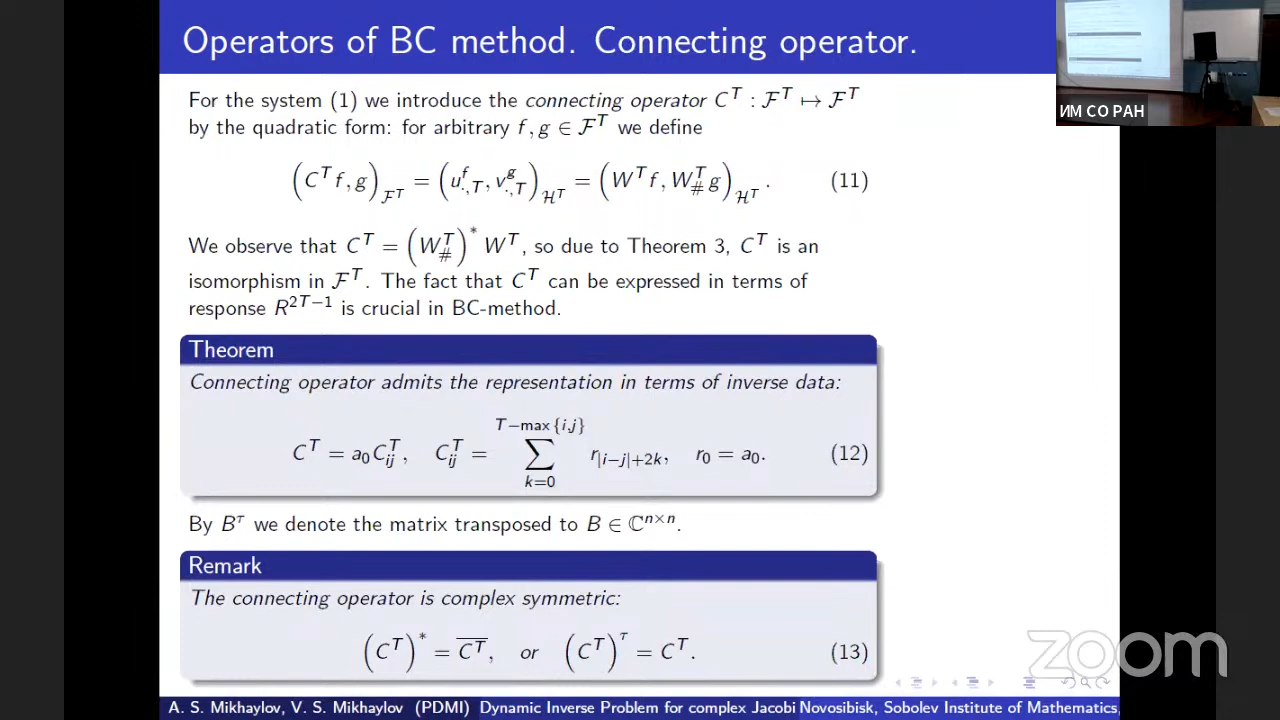 Operators of BC method. Connecting operator.
ИМ СО РАН
For the system (1) we introduce the connecting operator C^T : 𝓕^T ↦ 𝓕^T
by the quadratic form: for arbitrary f, g ∈ 𝓕^T we define
(C^T f, g)_{𝓕^T} = (u^f_{·,T}, v^g_{·,T})_{𝓗^T} = (W^T f, W^T_# g)_{𝓗^T} . (11)
We observe that C^T = (W^T_#)^* W^T, so due to Theorem 3, C^T is an
isomorphism in 𝓕^T. The fact that C^T can be expressed in terms of
response R^{2T−1} is crucial in BC-method.
Theorem
Connecting operator admits the representation in terms of inverse data:
C^T = a_0 C^T_{ij}, C^T_{ij} = ∑_{k=0}^{T−max{i,j}} r_{|i−j|+2k}, r_0 = a_0. (12)
By B^τ we denote the matrix transposed to B ∈ ℂ^{n×n}.
Remark
The connecting operator is complex symmetric:
(C^T)^* = \overline{C^T}, or (C^T)^τ = C^T. (13)
zoom
A. S. Mikhaylov, V. S. Mikhaylov (PDMI) Dynamic Inverse Problem for complex Jacobi Novosibisk, Sobolev Institute of Mathematics,